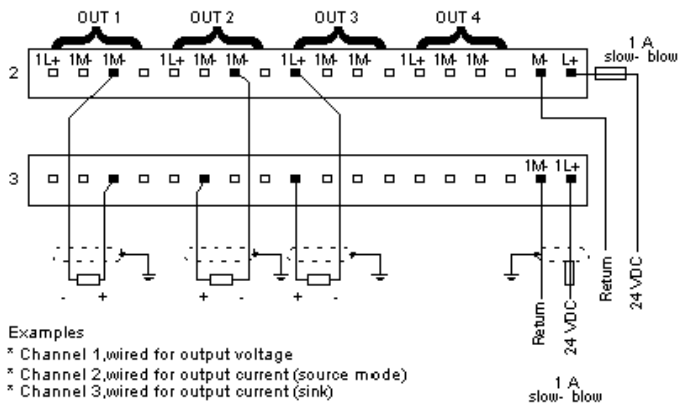 OUT 1 OUT 2 OUT 3 OUT 4
1 A
slow- blow
1L+ 1M- 1M- 1L+ 1M- 1M- 1L+ 1M- 1M- 1L+ 1M- 1M- M- L+
2
1M- 1L+
3
- + + - + -
Return
24 VDC
Return
24 VDC
Examples
* Channel 1,wired for output voltage
* Channel 2,wired for output current (source mode)
* Channel 3,wired for output current (sink)
1 A
slow- blow